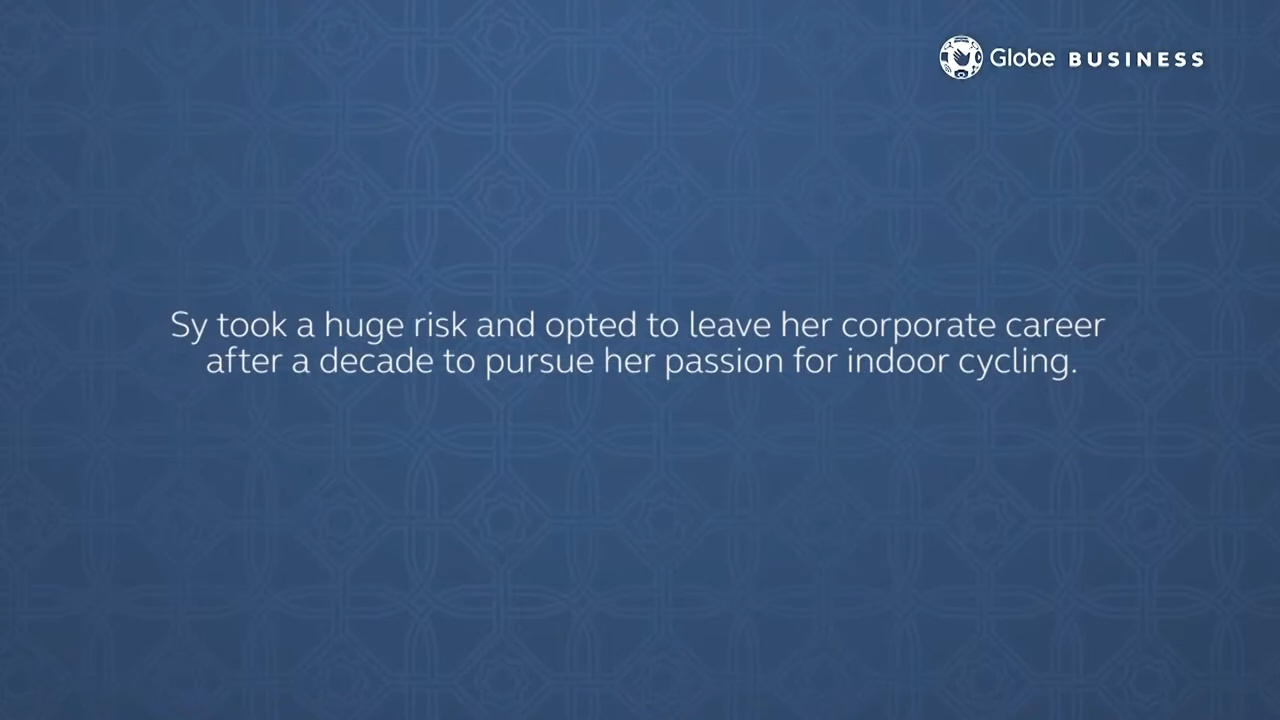 Globe BUSINESS
Sy took a huge risk and opted to leave her corporate career
after a decade to pursue her passion for indoor cycling.